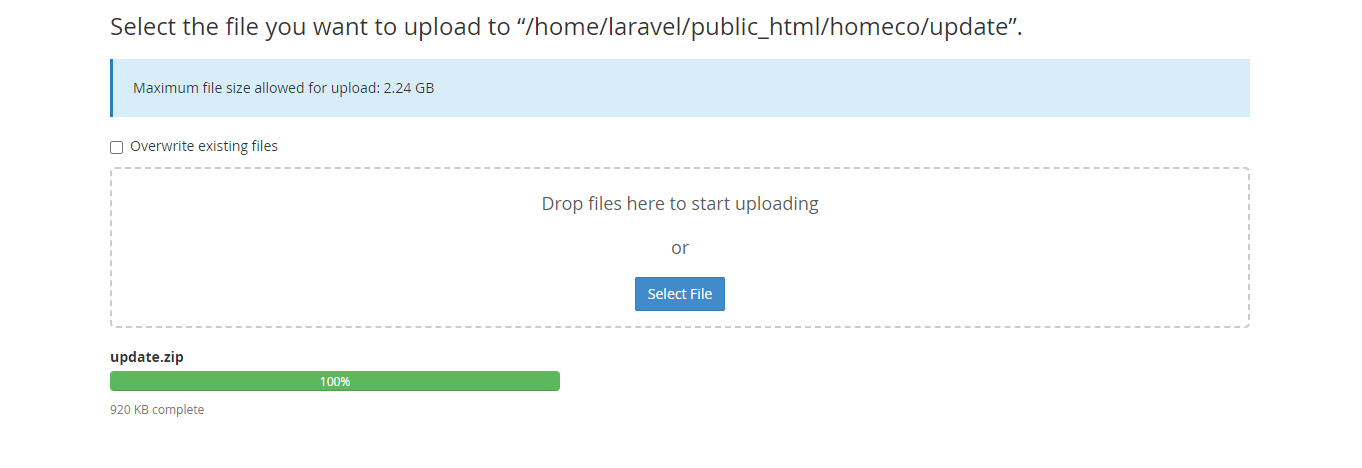 Select the file you want to upload to “/home/laravel/public_html/homeco/update”.
Maximum file size allowed for upload: 2.24 GB
Overwrite existing files
Drop files here to start uploading
or
Select File
update.zip
100%
920 KB complete